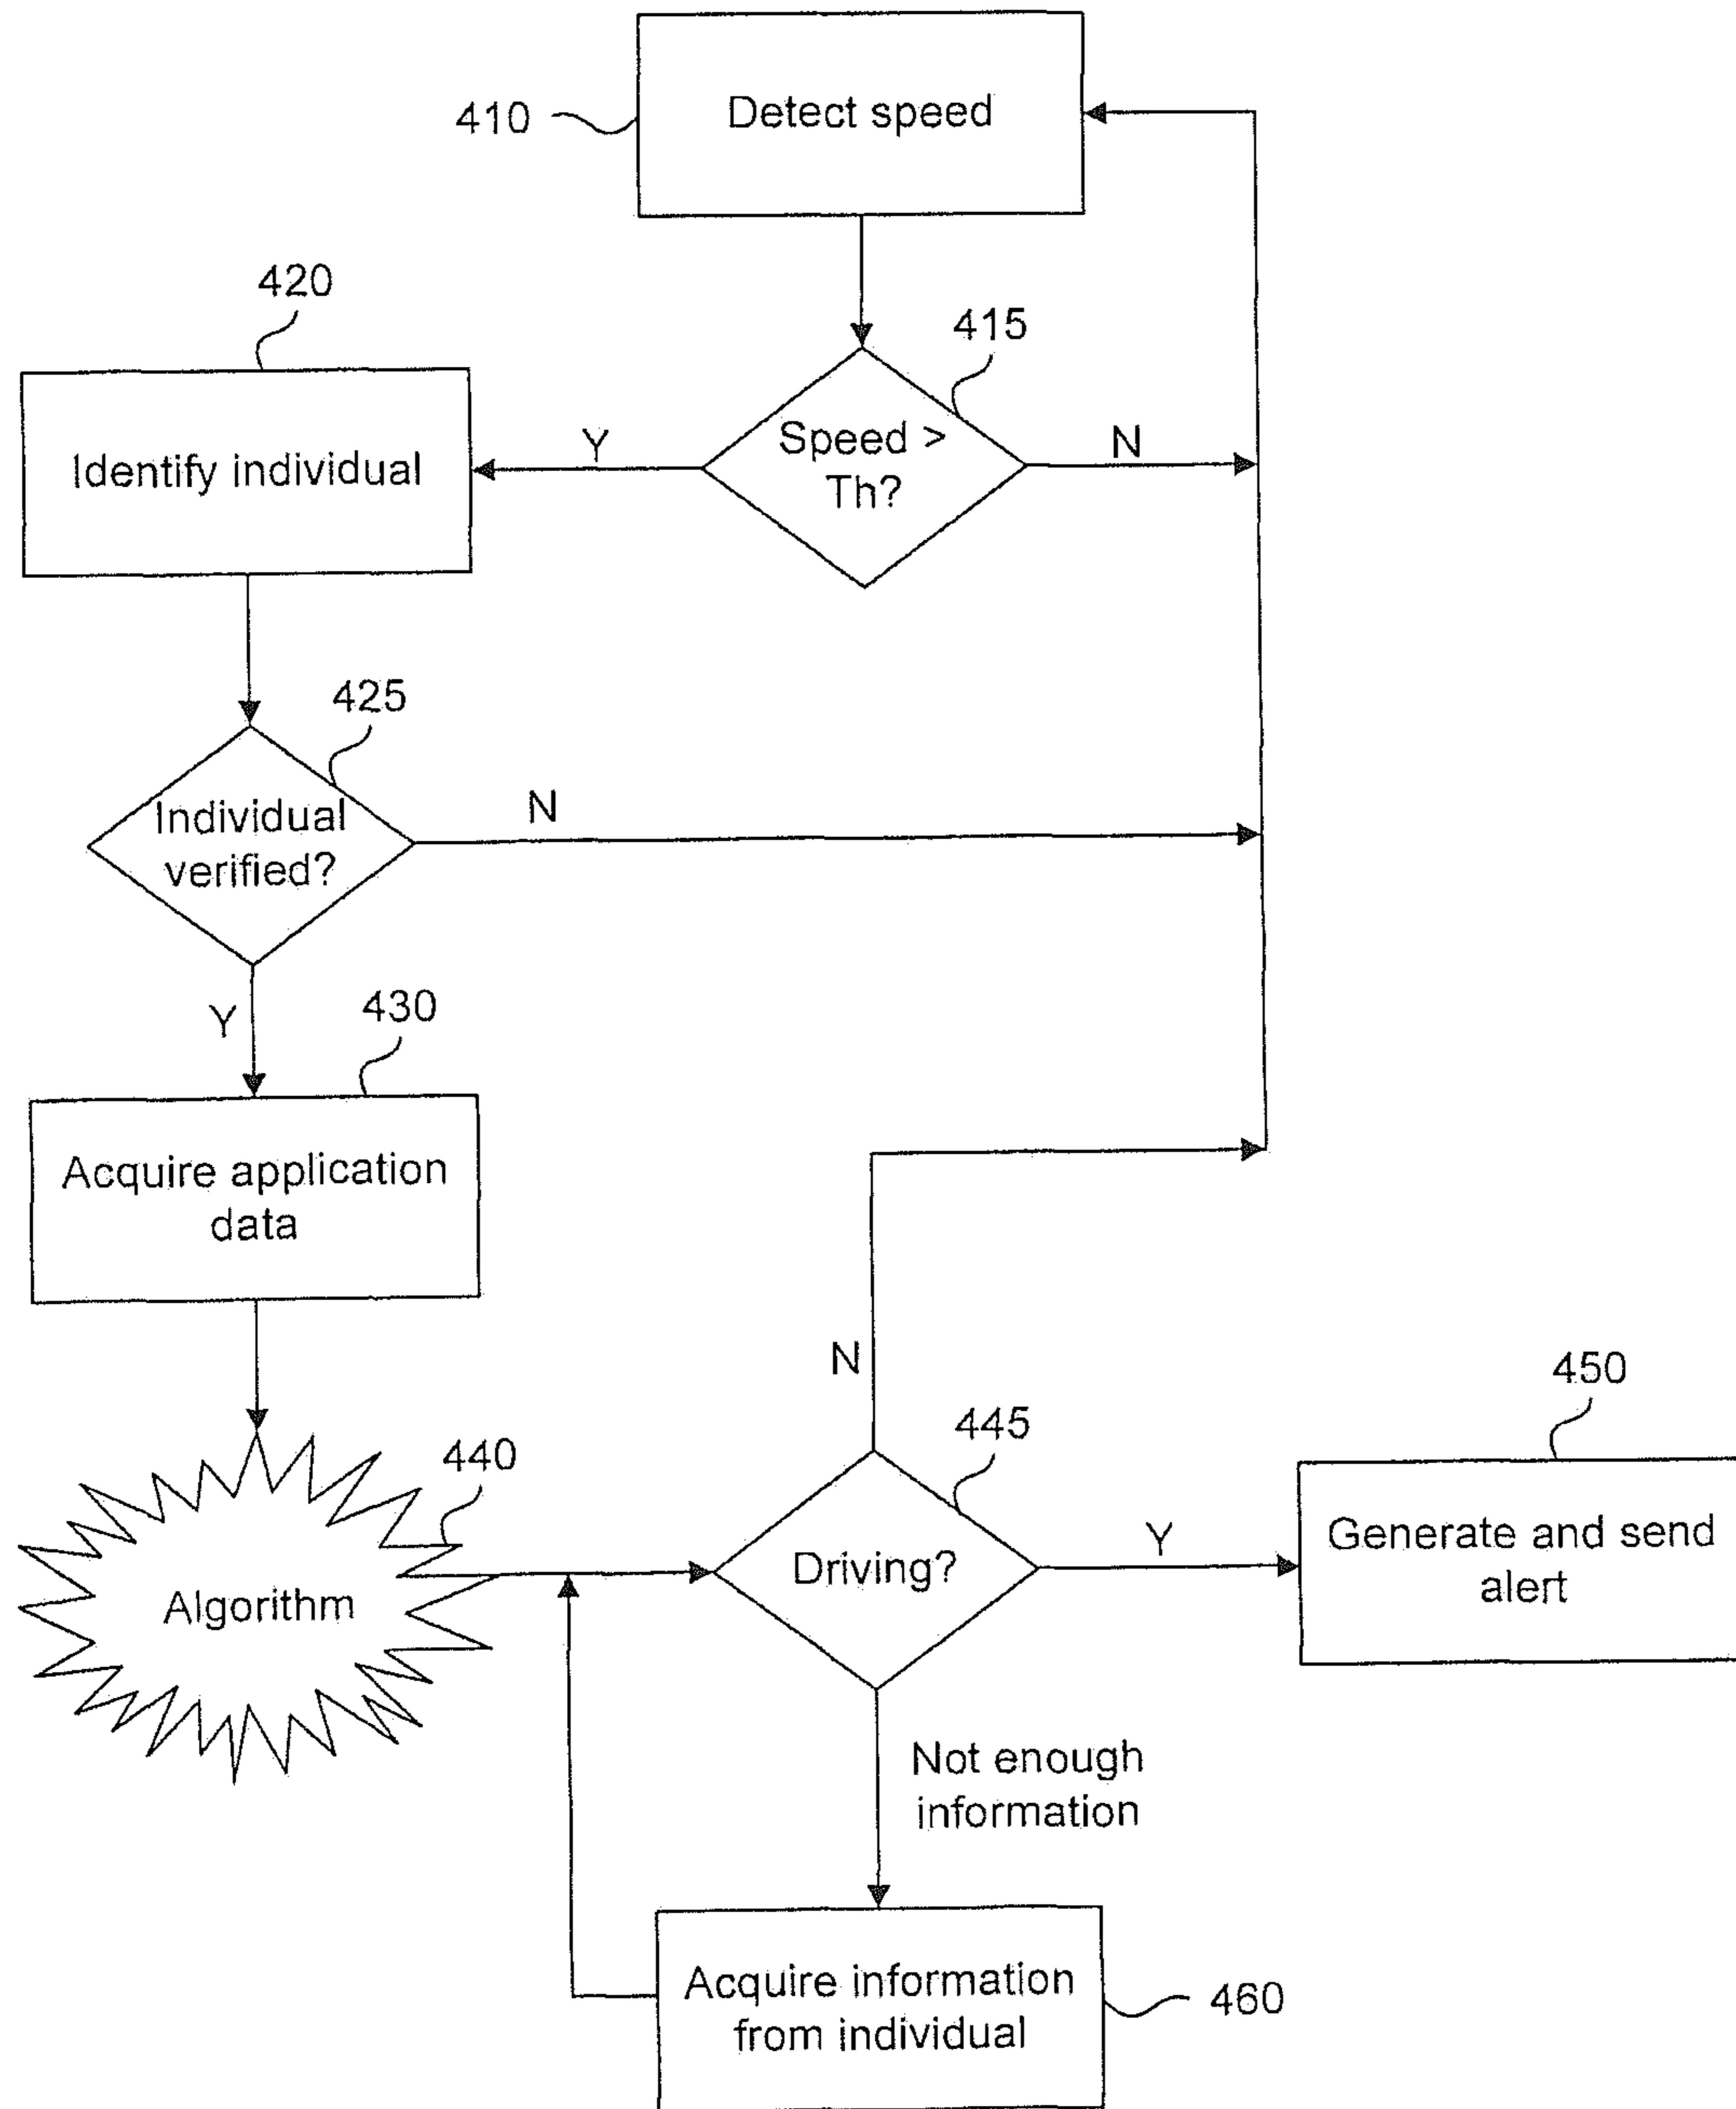 410
Detect speed
420
415
Identify individual
Y
Speed >
Th?
N
425
Individual
verified?
N
Y
430
Acquire application
data
N
440
Algorithm
445
Driving?
Y
450
Generate and send
alert
Not enough
information
Acquire information
from individual
460